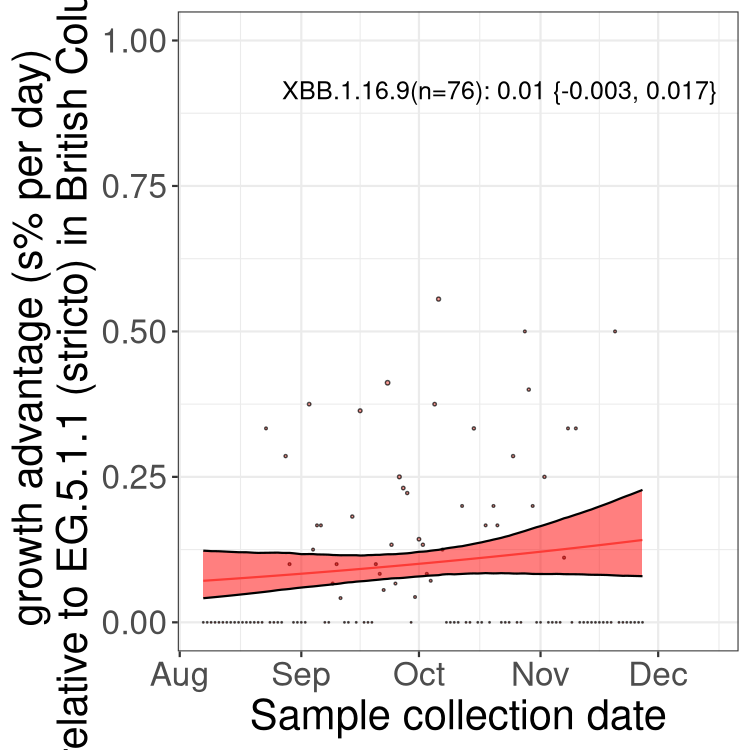 growth advantage (s% per day)
relative to EG.5.1.1 (stricto) in British
1.00
0.75
0.50
0.25
0.00
XBB.1.16.9(n=76): 0.01 {-0.003, 0.017}
Aug Sep Oct Nov Dec
Sample collection date